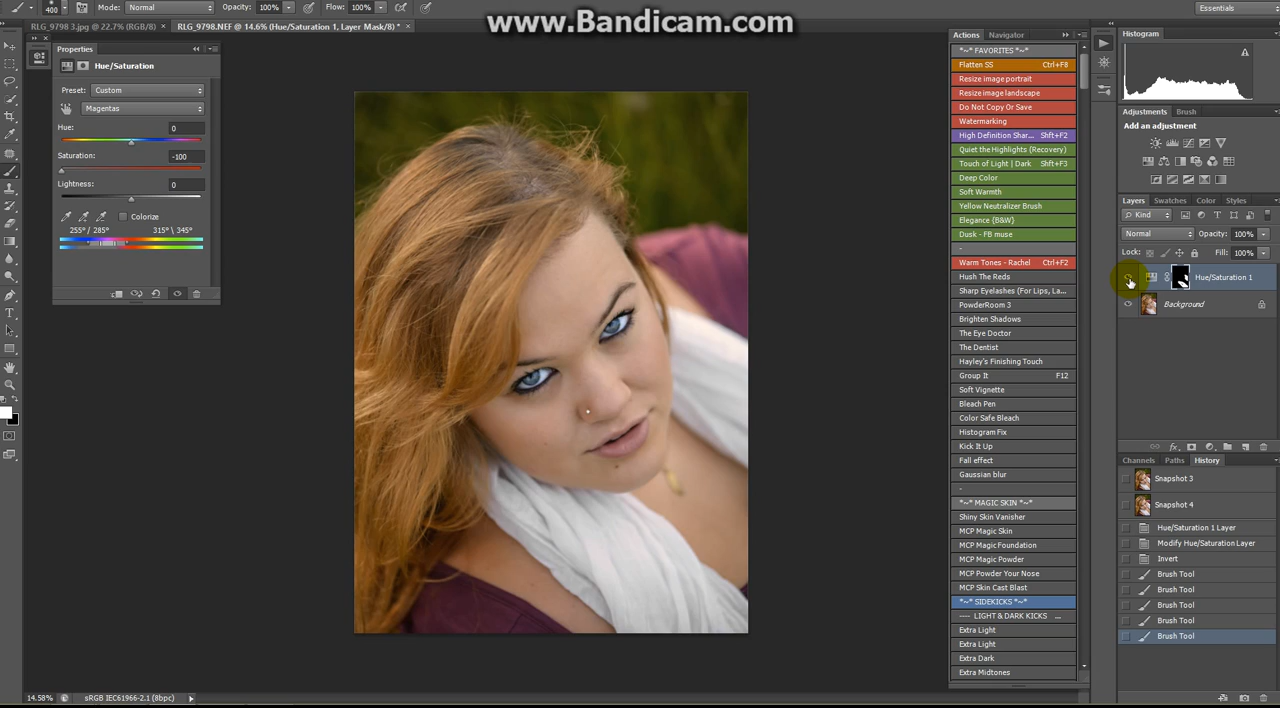 www.Bandicam.com
400 Mode: Normal Opacity: 100% Flow: 100% Essentials
RLG_9798 3.jpg @ 22.7% (RGB/8) × RLG_9798.NEF @ 14.6% (Hue/Saturation 1, Layer Mask/8) * ×
Properties
Hue/Saturation
Preset: Custom
Magentas
Hue: 0
Saturation: -100
Lightness: 0
Colorize
255° / 285° 315° \ 345°
Actions Navigator
*~* FAVORITES *~*
Flatten SS Ctrl+F8
Resize image portrait
Resize image landscape
Do Not Copy Or Save
Watermarking
High Definition Shar... Shft+F2
Quiet the Highlights (Recovery)
Touch of Light | Dark Shft+F3
Deep Color
Soft Warmth
Yellow Neutralizer Brush
Elegance {B&W}
Dusk - FB muse
-
Warm Tones - Rachel Ctrl+F2
Hush The Reds
Sharp Eyelashes (For Lips, La...
PowderRoom 3
Brighten Shadows
The Eye Doctor
The Dentist
Hayley's Finishing Touch
Group It F12
Soft Vignette
Bleach Pen
Color Safe Bleach
Histogram Fix
Kick It Up
Fall effect
Gaussian blur
-
*~* MAGIC SKIN *~*
Shiny Skin Vanisher
MCP Magic Skin
MCP MagicFoundation
MCP Magic Powder
MCP Powder Your Nose
MCP Skin Cast Blast
*~* SIDEKICKS *~*
---- LIGHT & DARK KICKS ...
Extra Light
Extra Light
Extra Dark
Extra Midtones
Histogram
Adjustments Brush
Add an adjustment
Layers Swatches Color Styles
Kind
Normal Opacity: 100%
Lock: Fill: 100%
Hue/Saturation 1
Background
Channels Paths History
Snapshot 3
Snapshot 4
Hue/Saturation 1 Layer
Modify Hue/Saturation Layer
Invert
Brush Tool
Brush Tool
Brush Tool
Brush Tool
Brush Tool
14.58% sRGB IEC61966-2.1 (8bpc)